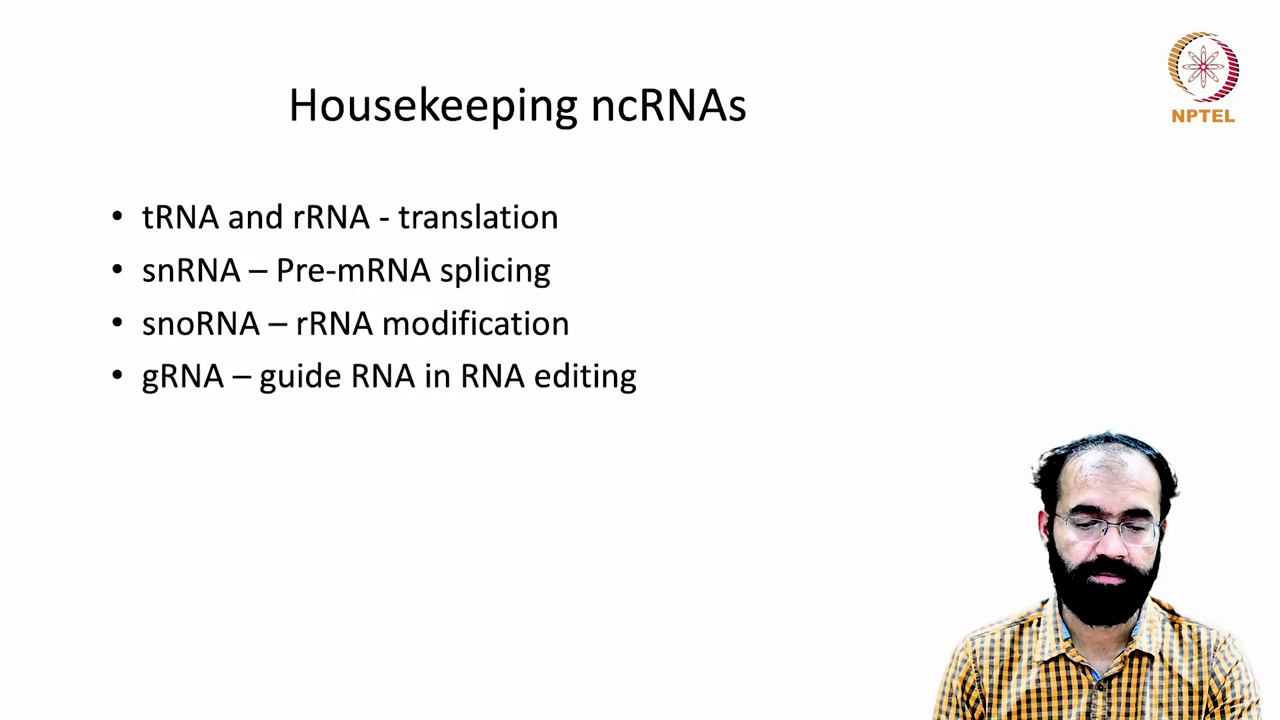 Housekeeping ncRNAs
NPTEL
• tRNA and rRNA - translation
• snRNA – Pre-mRNA splicing
• snoRNA – rRNA modification
• gRNA – guide RNA in RNA editing